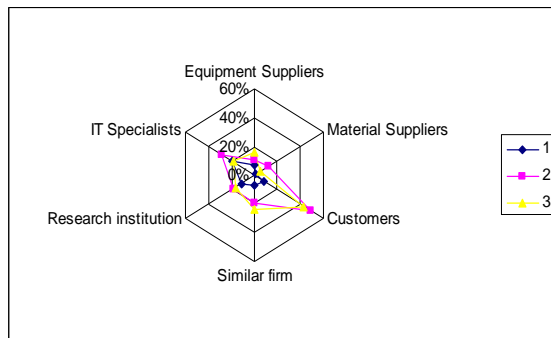 Equipment Suppliers
60%
40%
20%
0%
IT Specialists
Material Suppliers
Research institution
Customers
Similar firm
1
2
3